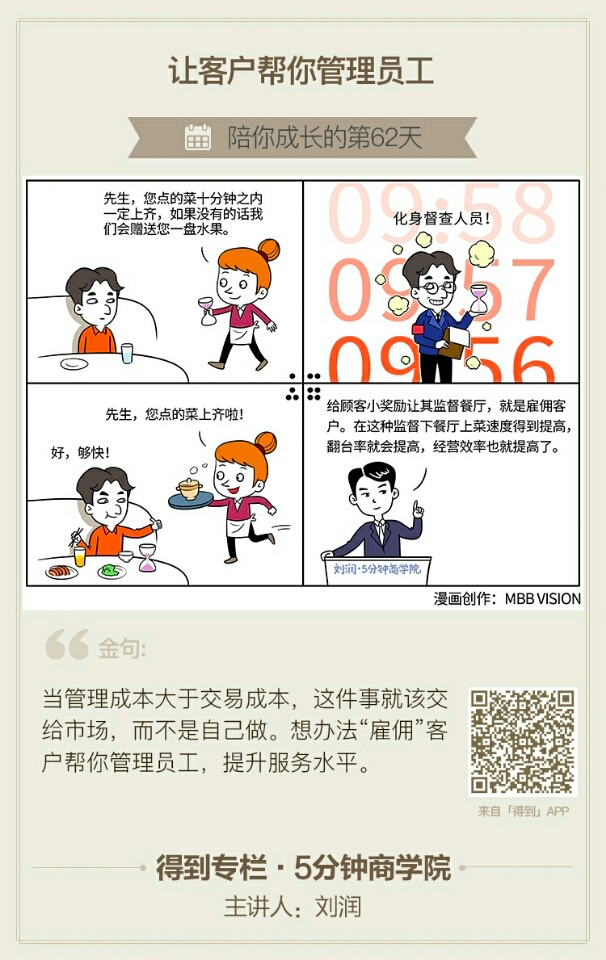 让客户帮你管理员工
陪你成长的第62天
先生，您点的菜十分钟之内
一定上齐，如果没有的话我
们会赠送您一盘水果。
化身督查人员！
09:58
09:57
09:56
先生，您点的菜上齐啦！
好，够快！
给顾客小奖励让其监督餐厅，就是雇佣客
户。在这种监督下餐厅上菜速度得到提高，
翻台率就会提高，经营效率也就提高了。
刘润·5分钟商学院
漫画创作：MBB VISION
金句:
当管理成本大于交易成本，这件事就该交
给市场，而不是自己做。想办法“雇佣”客
户帮你管理员工，提升服务水平。
来自「得到」APP
得到专栏·5分钟商学院
主讲人：刘润